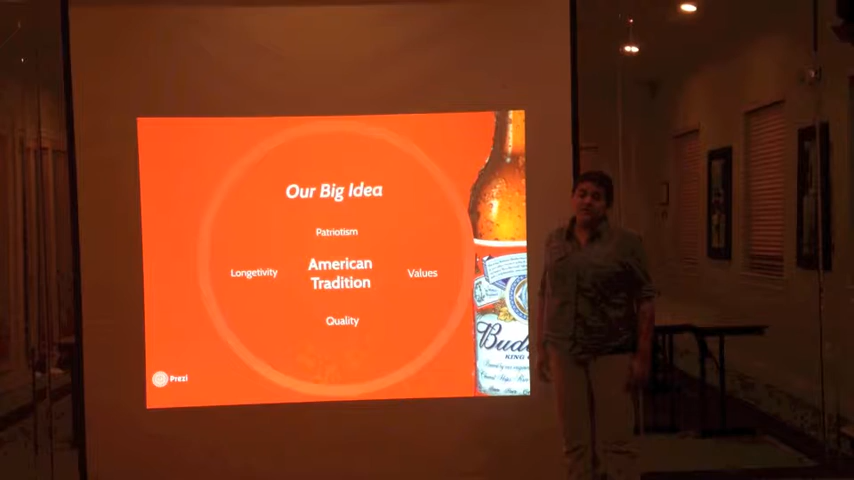 Our Big Idea
Patriotism
American
Tradition
Longetivity
Values
Quality
Prezi
Bud
KING